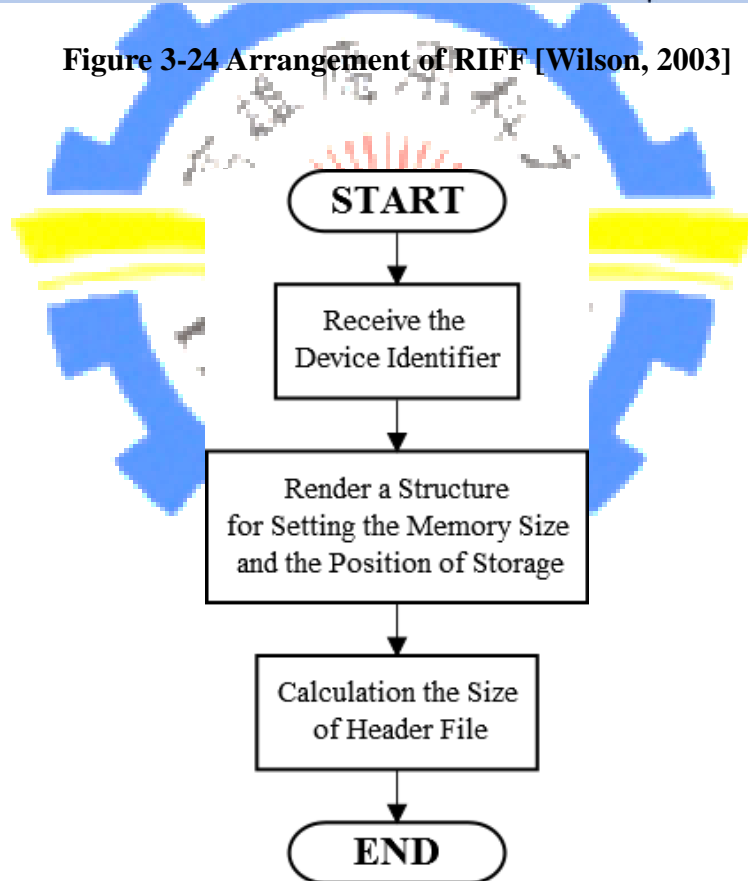 Figure 3-24 Arrangement of RIFF [Wilson, 2003]
START
Receive the
Device Identifier
Render a Structure
for Setting the Memory Size
and the Position of Storage
Calculation the Size
of Header File
END